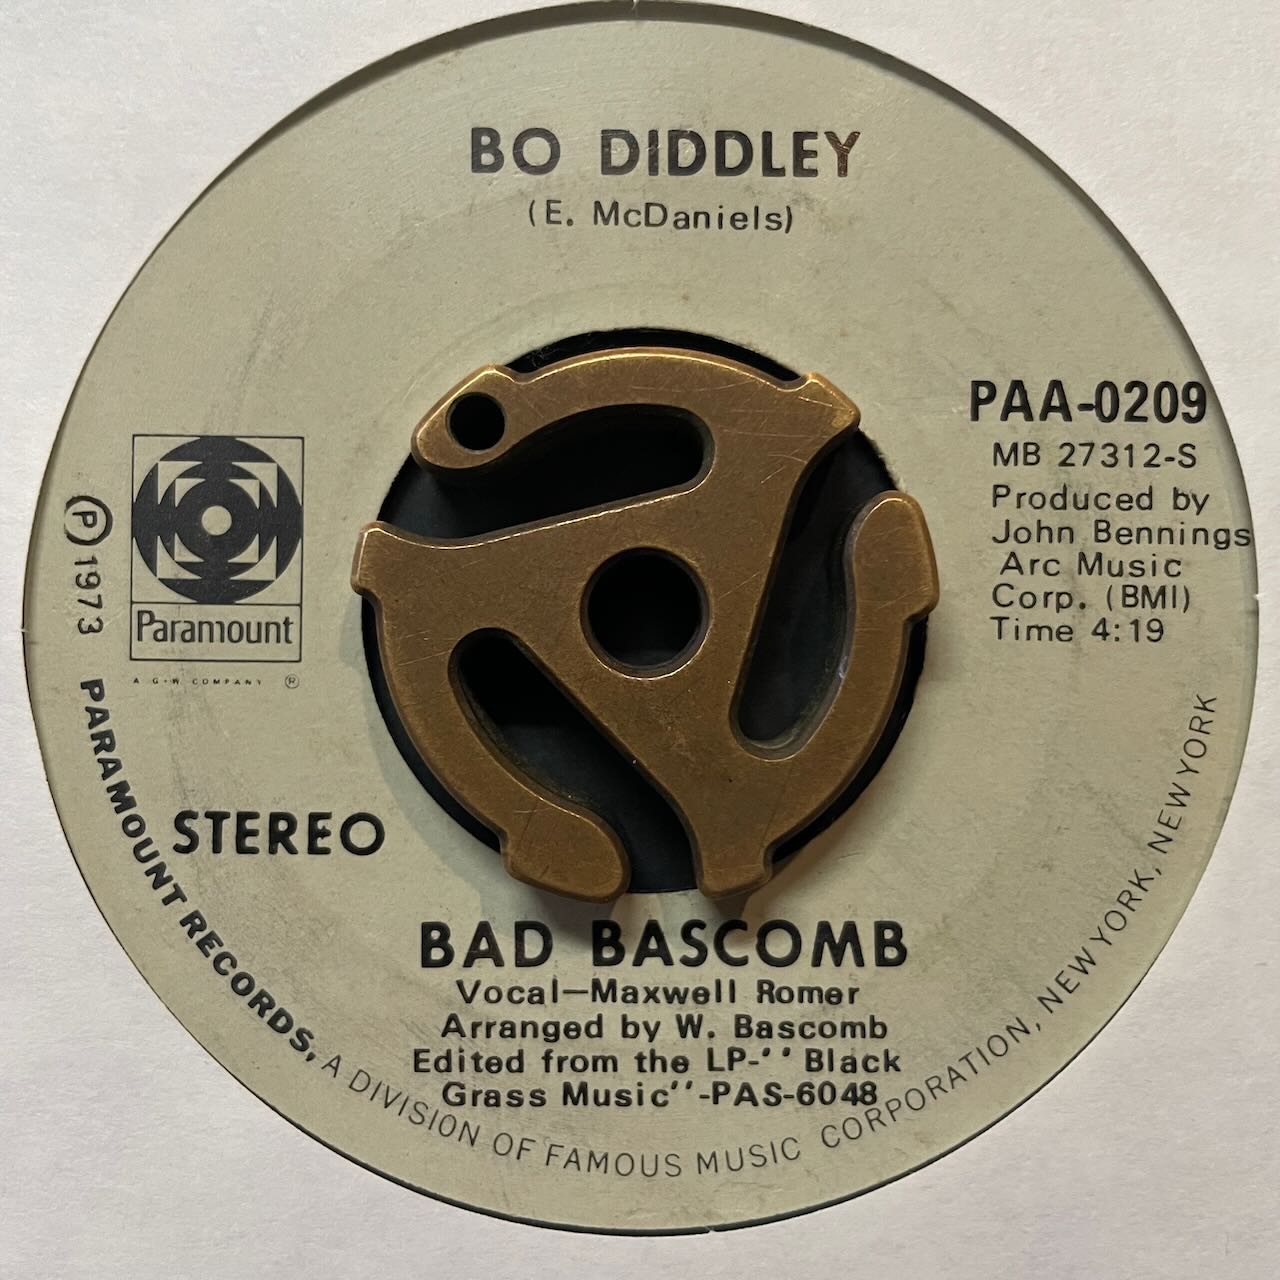 BO DIDDLEY
(E. McDaniels)
PAA-0209
MB 27312-S
Produced by
John Bennings
Arc Music
Corp. (BMI)
Time 4:19
Paramount
A G+W COMPANY ®
STEREO
BAD BASCOMB
Vocal—Maxwell Romer
Arranged by W. Bascomb
Edited from the LP-'' Black
Grass Music''-PAS-6048
Ⓟ 1973 PARAMOUNT RECORDS, A DIVISION OF FAMOUS MUSIC CORPORATION, NEW YORK, NEW YORK